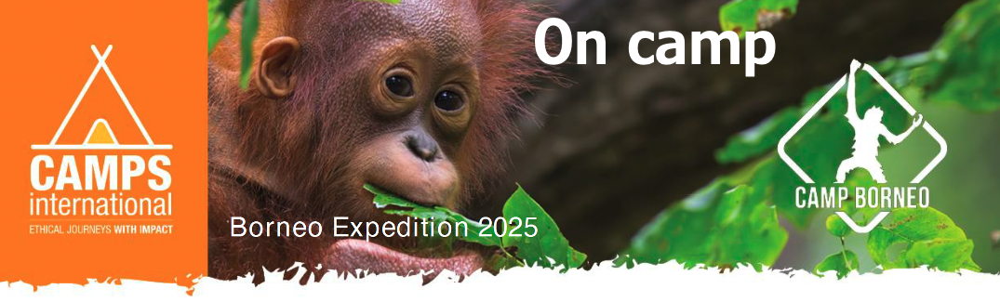 On camp
CAMPS
international
ETHICAL JOURNEYS WITH IMPACT
Borneo Expedition 2025
CAMP BORNEO